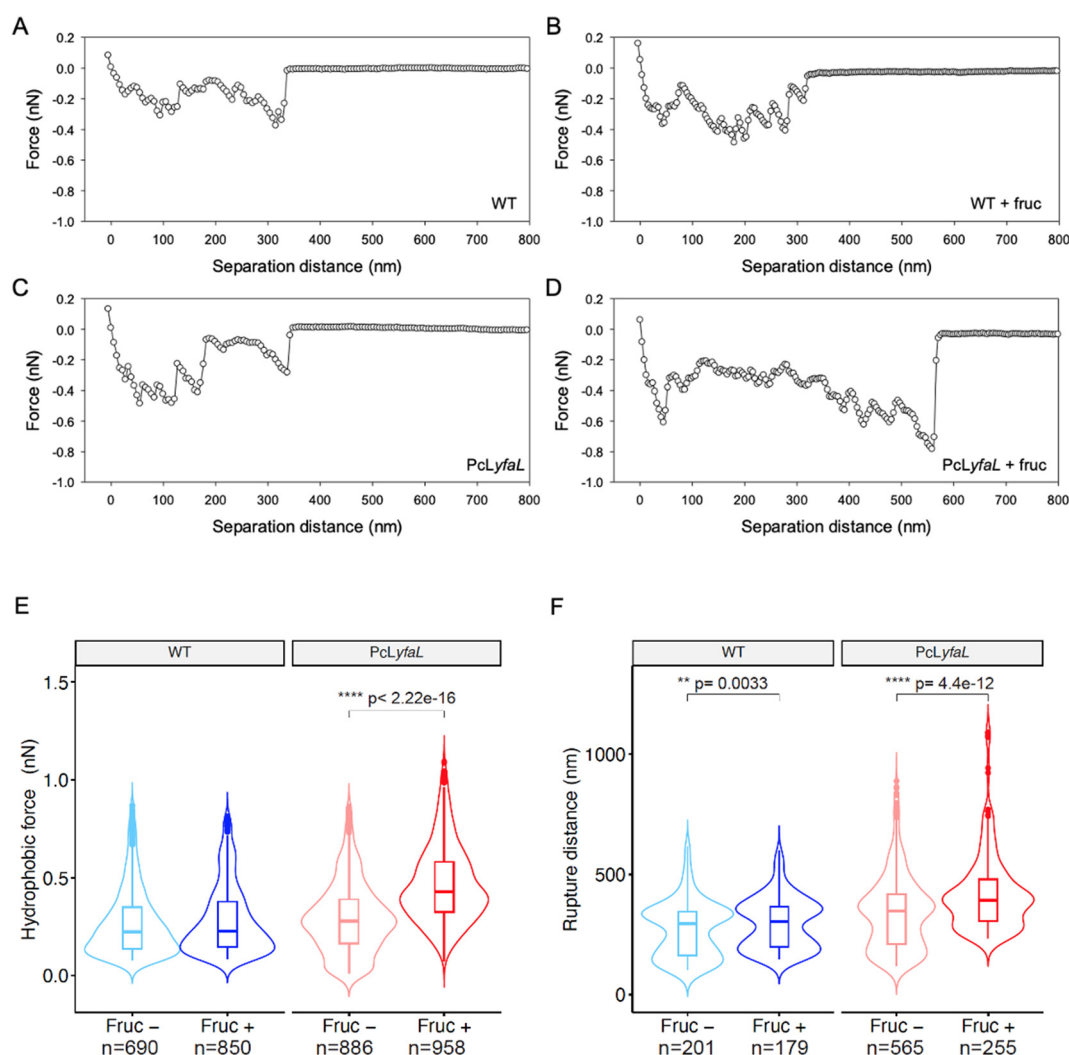 A
0.2
0.0
-0.2
-0.4
-0.6
-0.8
-1.0
Force (nN)
WT
0 100 200 300 400 500 600 700 800
Separation distance (nm)
B
0.2
0.0
-0.2
-0.4
-0.6
-0.8
-1.0
Force (nN)
WT + fruc
0 100 200 300 400 500 600 700 800
Separation distance (nm)
C
0.2
0.0
-0.2
-0.4
-0.6
-0.8
-1.0
Force (nN)
PcLyfaL
0 100 200 300 400 500 600 700 800
Separation distance (nm)
D
0.2
0.0
-0.2
-0.4
-0.6
-0.8
-1.0
Force (nN)
PcLyfaL + fruc
0 100 200 300 400 500 600 700 800
Separation distance (nm)
E
WT PcLyfaL
1.5
1.0
0.5
0.0
Hydrophobic force (nN)
**** p< 2.22e-16
Fruc – Fruc + Fruc – Fruc +
n=690 n=850 n=886 n=958
F
WT PcLyfaL
1000
500
0
Rupture distance (nm)
** p= 0.0033 **** p= 4.4e-12
Fruc – Fruc + Fruc – Fruc +
n=201 n=179 n=565 n=255